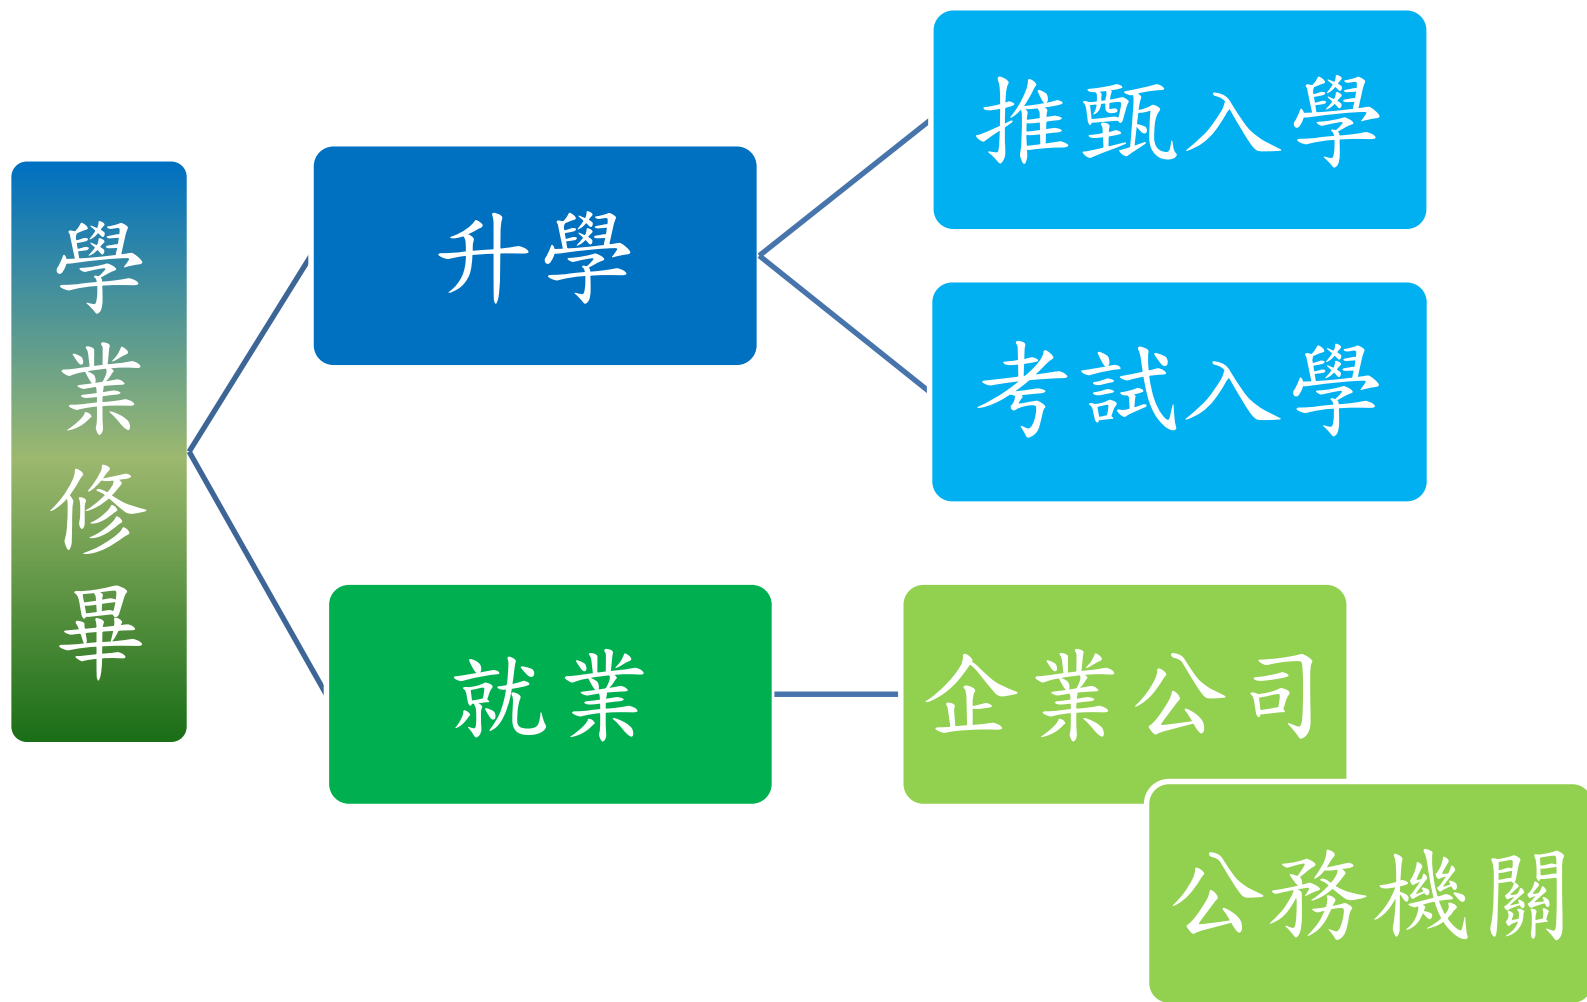 學業修畢
升學
推甄入學
考試入學
就業
企業公司
公務機關